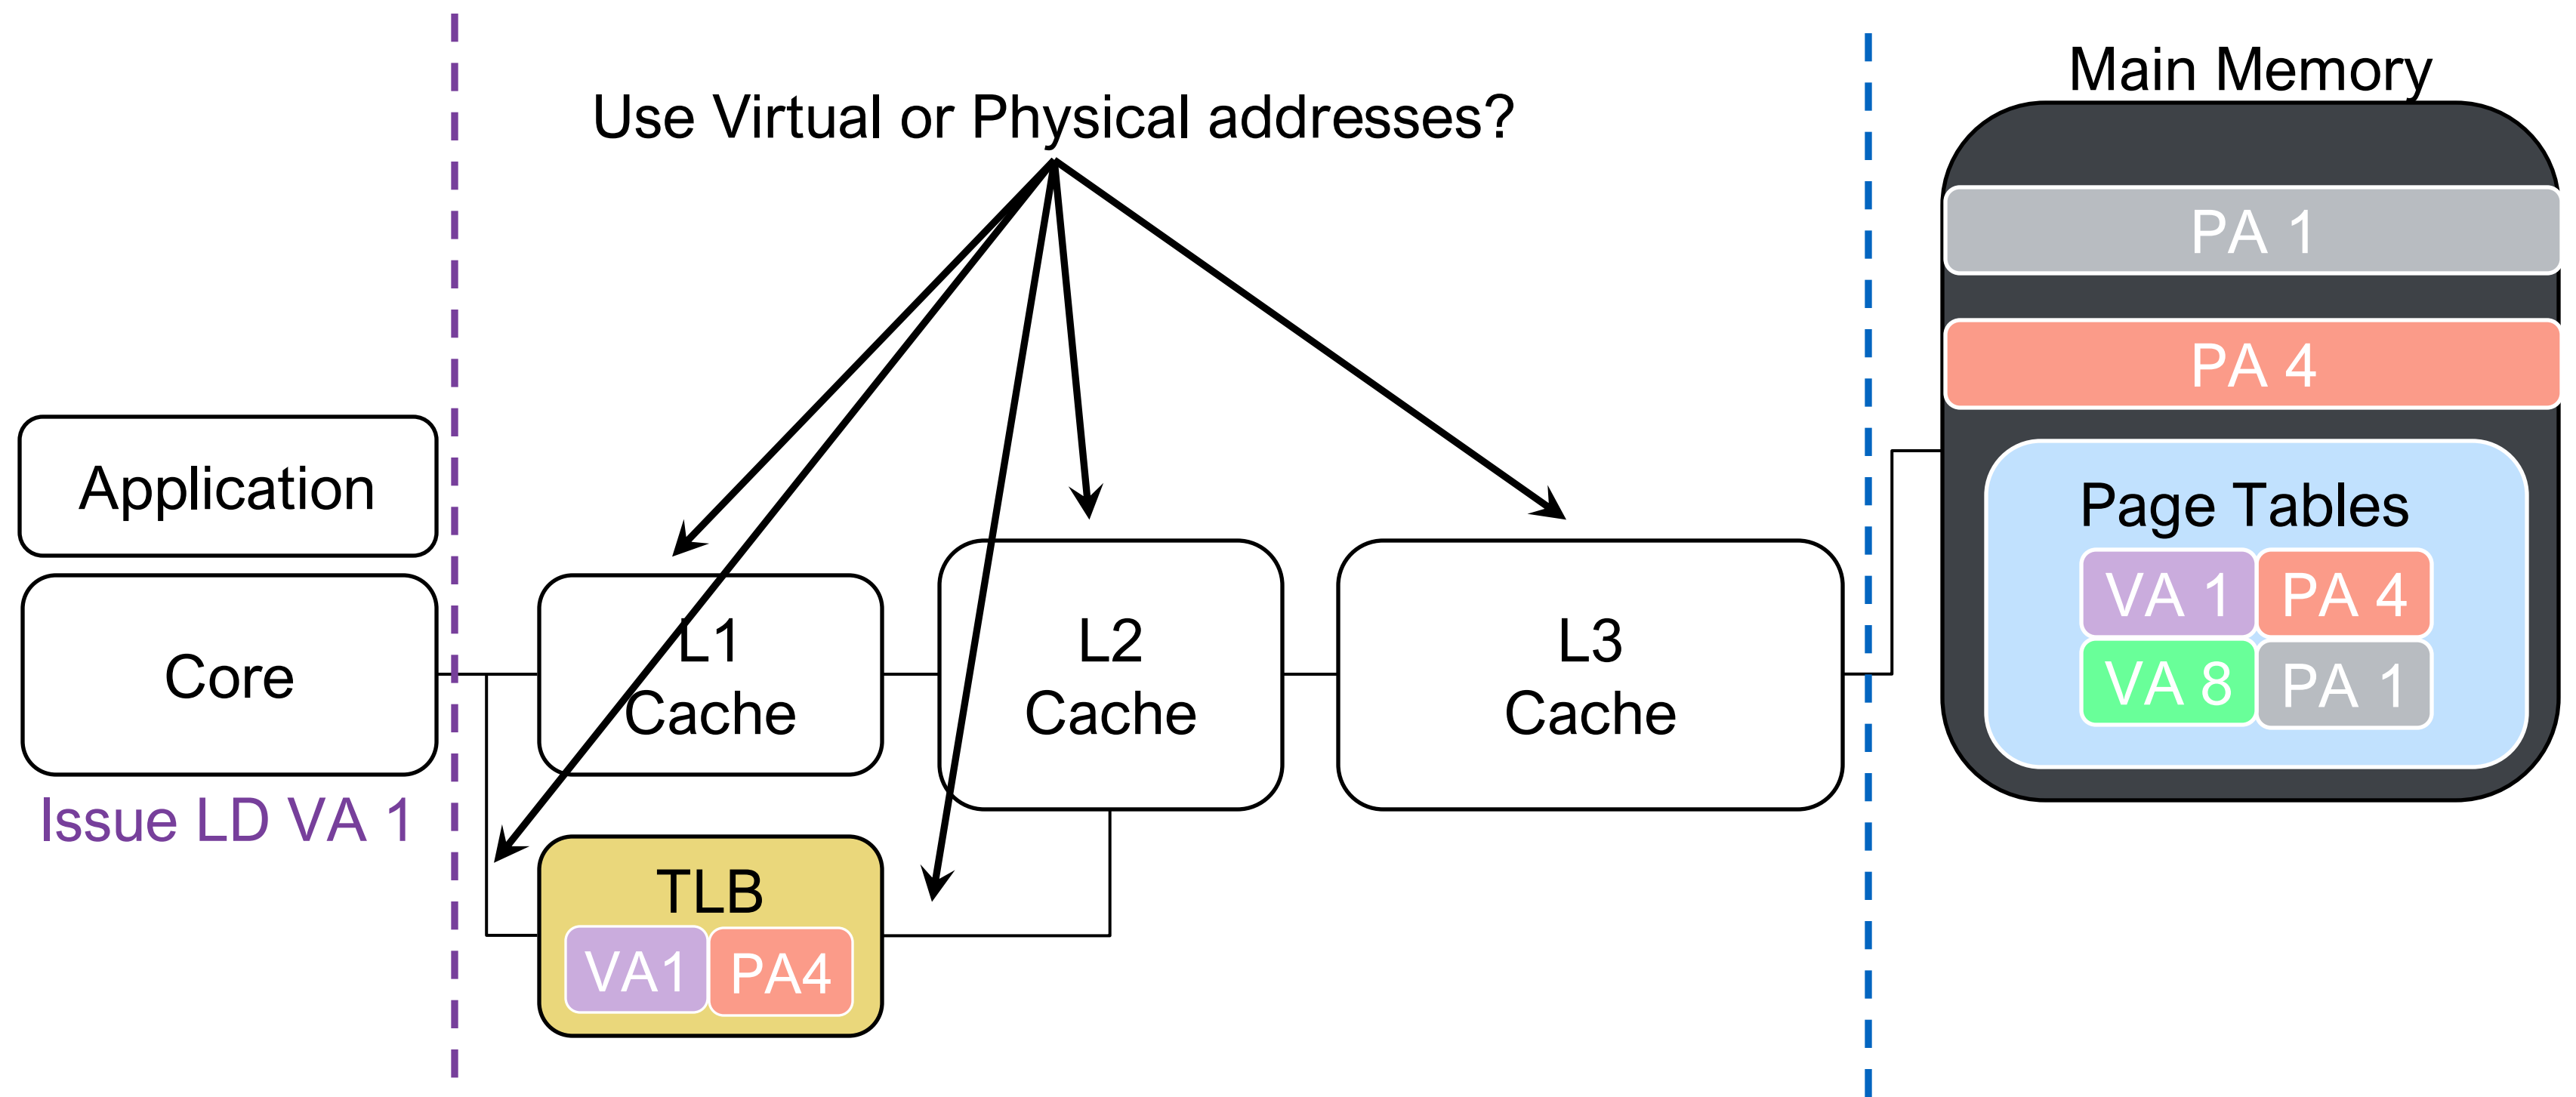 Main Memory
Use Virtual or Physical addresses?
PA 1
PA 4
Application
Page Tables
VA 1 PA 4
VA 8 PA 1
Core
L1
Cache
L2
Cache
L3
Cache
Issue LD VA 1
TLB
VA1 PA4